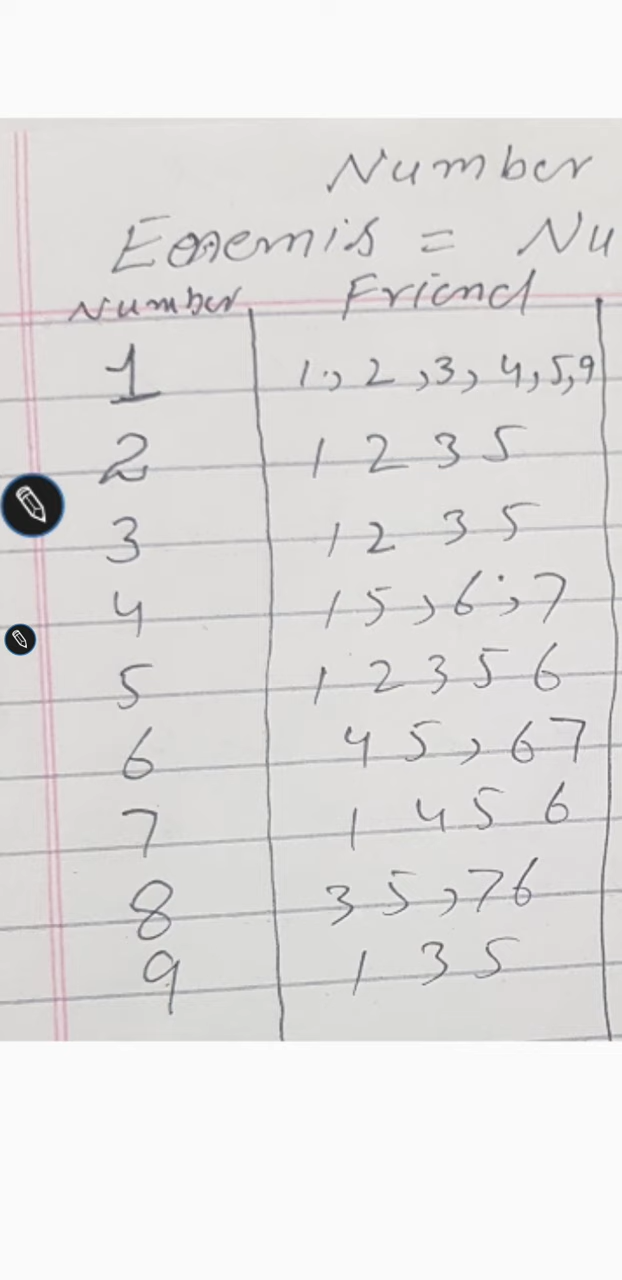 Number
Enemis = Nu
Number Friend
1 1, 2, 3, 4, 5, 9
2 1 2 3 5
3 1 2 3 5
4 1 5, 6, 7
5 1 2 3 5 6
6 4 5, 6 7
7 1 4 5 6
8 3 5, 7 6
9 1 3 5